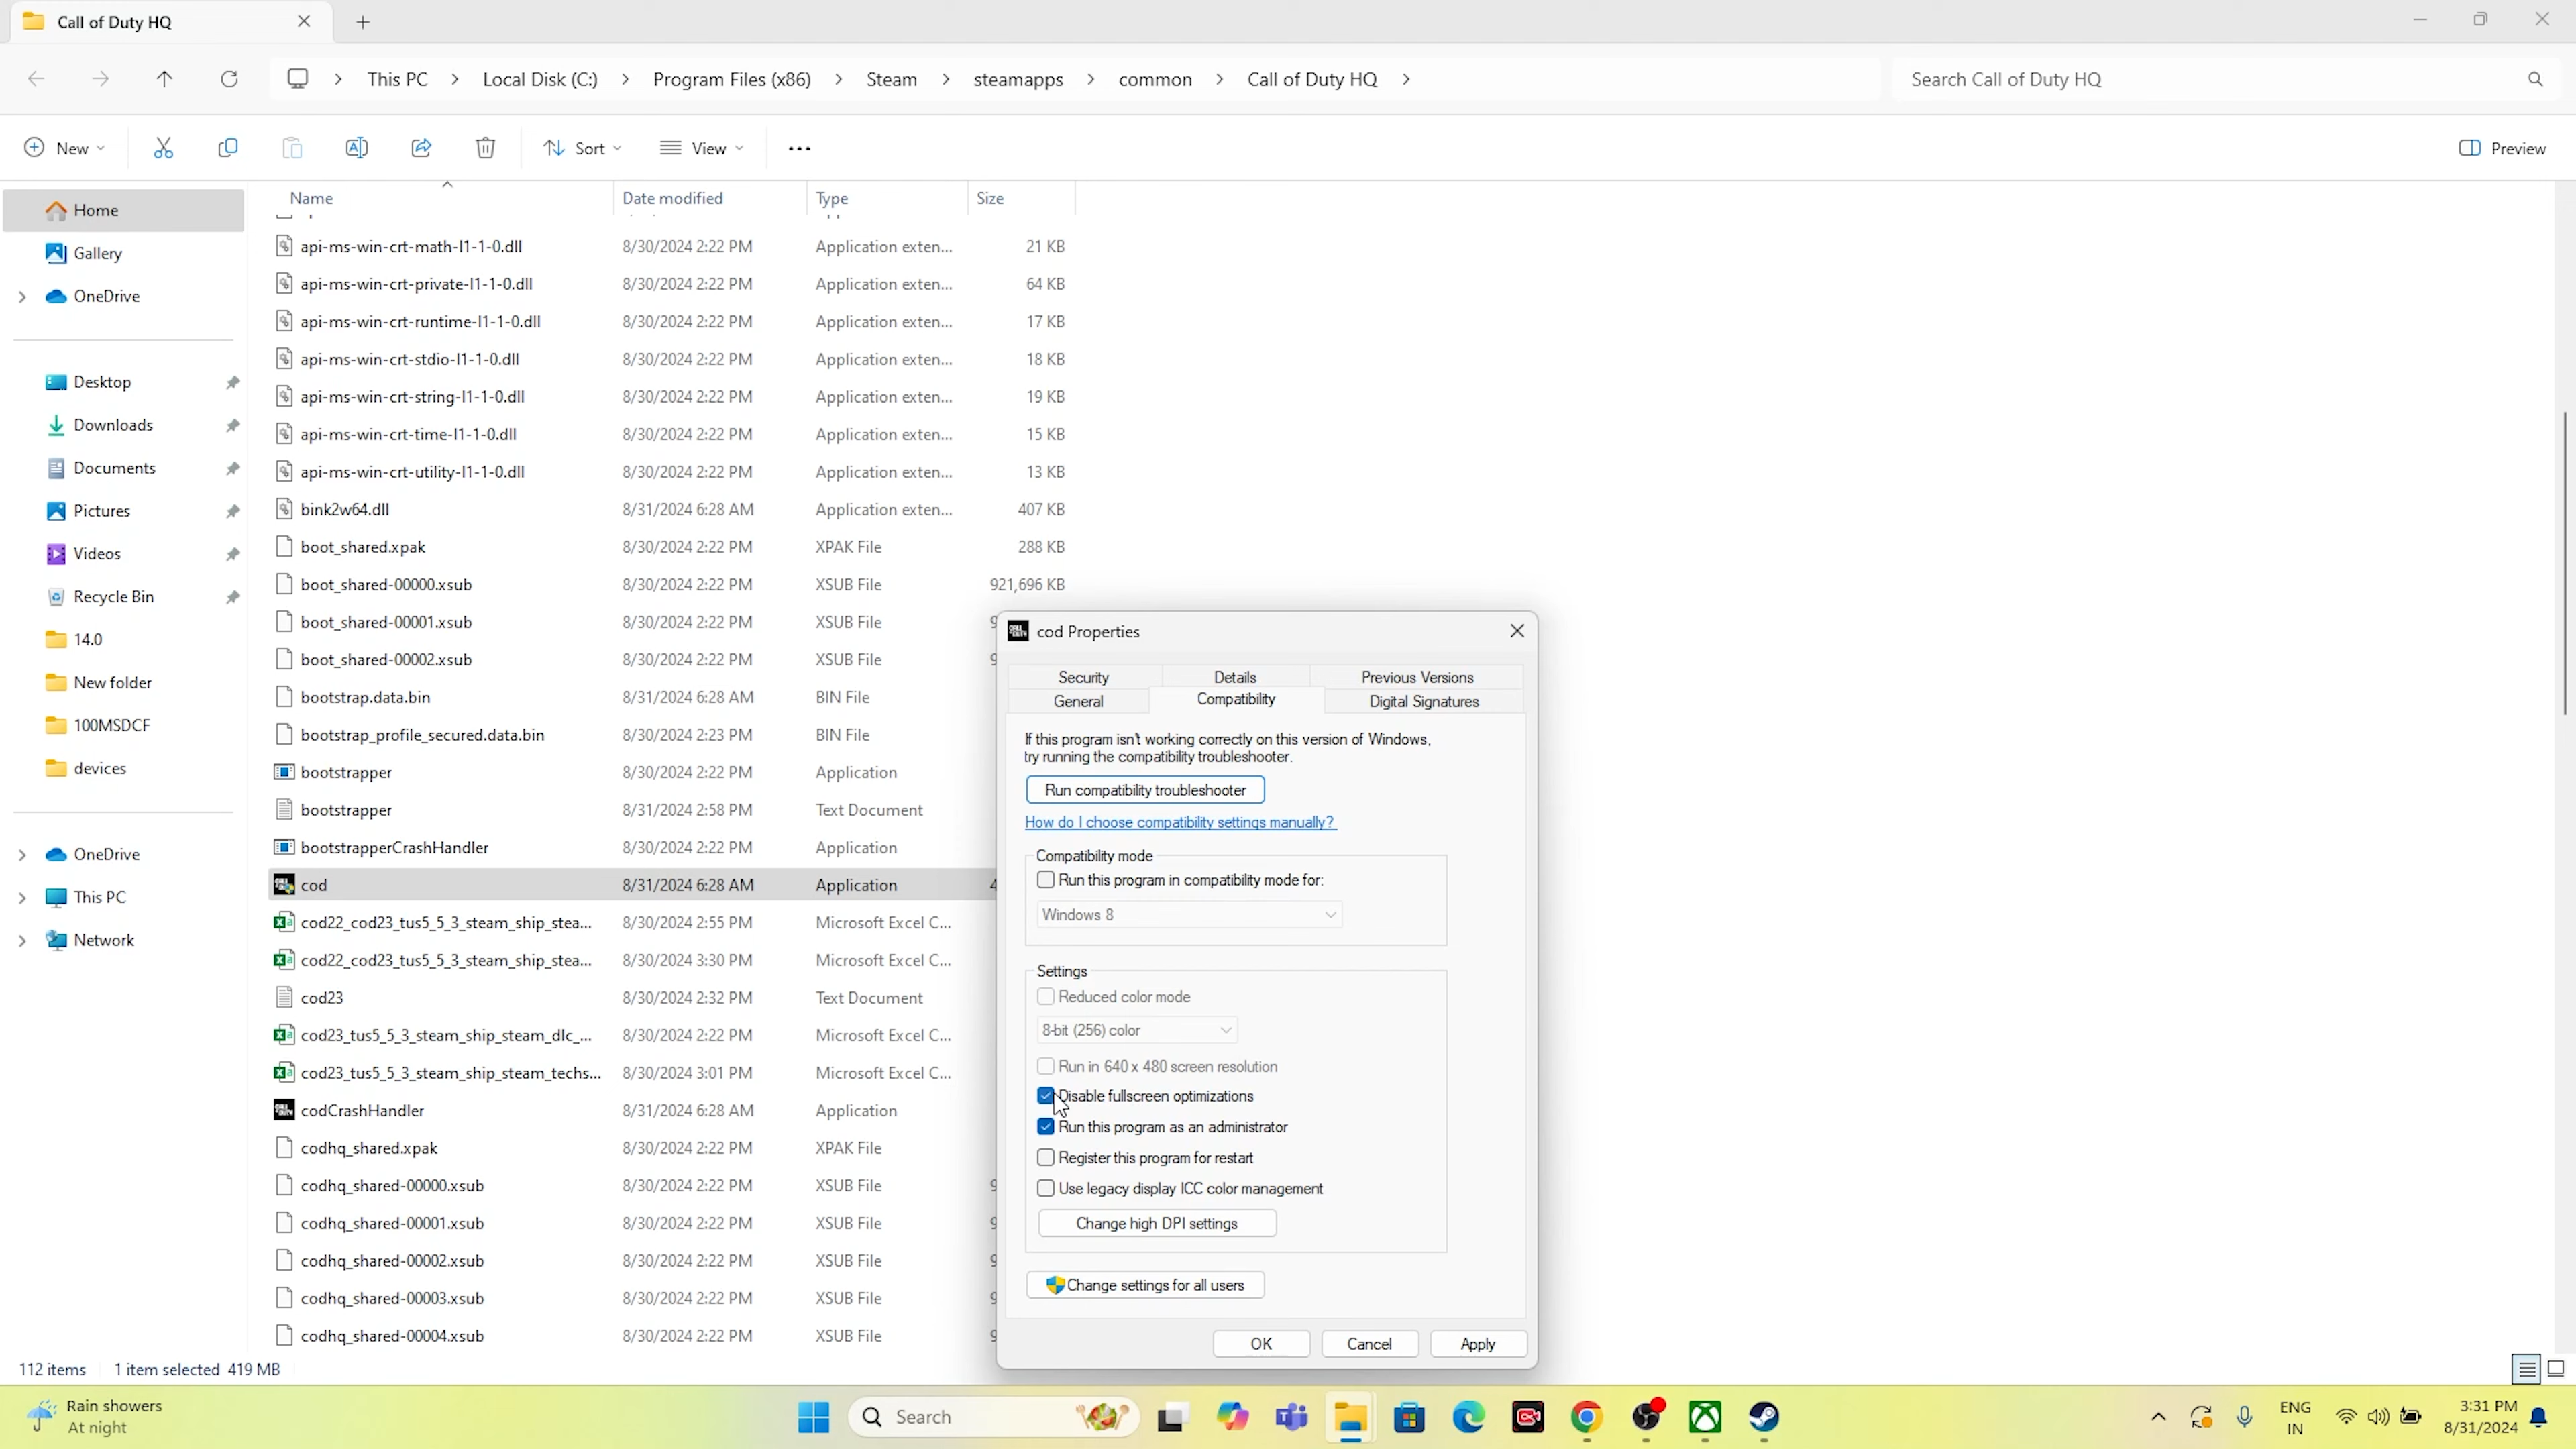 Call of Duty HQ
This PC
Local Disk (C:)
Program Files (x86)
Steam
steamapps
common
Call of Duty HQ
Search Call of Duty HQ
New
Sort
View
Preview
Home
Gallery
OneDrive
Desktop
Downloads
Documents
Pictures
Videos
Recycle Bin
14.0
New folder
100MSDCF
devices
OneDrive
This PC
Network
Name Date modified Type Size
api-ms-win-crt-math-l1-1-0.dll 8/30/2024 2:22 PM Application exten... 21 KB
api-ms-win-crt-private-l1-1-0.dll 8/30/2024 2:22 PM Application exten... 64 KB
api-ms-win-crt-runtime-l1-1-0.dll 8/30/2024 2:22 PM Application exten... 17 KB
api-ms-win-crt-stdio-l1-1-0.dll 8/30/2024 2:22 PM Application exten... 18 KB
api-ms-win-crt-string-l1-1-0.dll 8/30/2024 2:22 PM Application exten... 19 KB
api-ms-win-crt-time-l1-1-0.dll 8/30/2024 2:22 PM Application exten... 15 KB
api-ms-win-crt-utility-l1-1-0.dll 8/30/2024 2:22 PM Application exten... 13 KB
bink2w64.dll 8/31/2024 6:28 AM Application exten... 407 KB
boot_shared.xpak 8/30/2024 2:22 PM XPAK File 288 KB
boot_shared-00000.xsub 8/30/2024 2:22 PM XSUB File 921,696 KB
boot_shared-00001.xsub 8/30/2024 2:22 PM XSUB File
boot_shared-00002.xsub 8/30/2024 2:22 PM XSUB File
bootstrap.data.bin 8/31/2024 6:28 AM BIN File
bootstrap_profile_secured.data.bin 8/30/2024 2:23 PM BIN File
bootstrapper 8/30/2024 2:22 PM Application
bootstrapper 8/31/2024 2:58 PM Text Document
bootstrapperCrashHandler 8/30/2024 2:22 PM Application
cod 8/31/2024 6:28 AM Application
cod22_cod23_tus5_5_3_steam_ship_stea... 8/30/2024 2:55 PM Microsoft Excel C...
cod22_cod23_tus5_5_3_steam_ship_stea... 8/30/2024 3:30 PM Microsoft Excel C...
cod23 8/30/2024 2:32 PM Text Document
cod23_tus5_5_3_steam_ship_steam_dlc_... 8/30/2024 2:22 PM Microsoft Excel C...
cod23_tus5_5_3_steam_ship_steam_techs... 8/30/2024 3:01 PM Microsoft Excel C...
codCrashHandler 8/31/2024 6:28 AM Application
codhq_shared.xpak 8/30/2024 2:22 PM XPAK File
codhq_shared-00000.xsub 8/30/2024 2:22 PM XSUB File
codhq_shared-00001.xsub 8/30/2024 2:22 PM XSUB File
codhq_shared-00002.xsub 8/30/2024 2:22 PM XSUB File
codhq_shared-00003.xsub 8/30/2024 2:22 PM XSUB File
codhq_shared-00004.xsub 8/30/2024 2:22 PM XSUB File
cod Properties
Security Details Previous Versions
General Compatibility Digital Signatures
If this program isn't working correctly on this version of Windows,
try running the compatibility troubleshooter.
Run compatibility troubleshooter
How do I choose compatibility settings manually?
Compatibility mode
Run this program in compatibility mode for:
Windows 8
Settings
Reduced color mode
8-bit (256) color
Run in 640 x 480 screen resolution
Disable fullscreen optimizations
Run this program as an administrator
Register this program for restart
Use legacy display ICC color management
Change high DPI settings
Change settings for all users
OK Cancel Apply
112 items 1 item selected 419 MB
Rain showers
At night
Search
ENG
IN
3:31 PM
8/31/2024